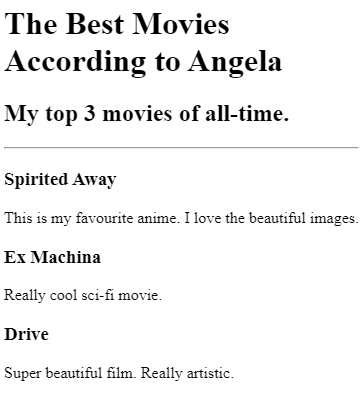 The Best Movies
According to Angela
My top 3 movies of all-time.
Spirited Away
This is my favourite anime. I love the beautiful images.
Ex Machina
Really cool sci-fi movie.
Drive
Super beautiful film. Really artistic.